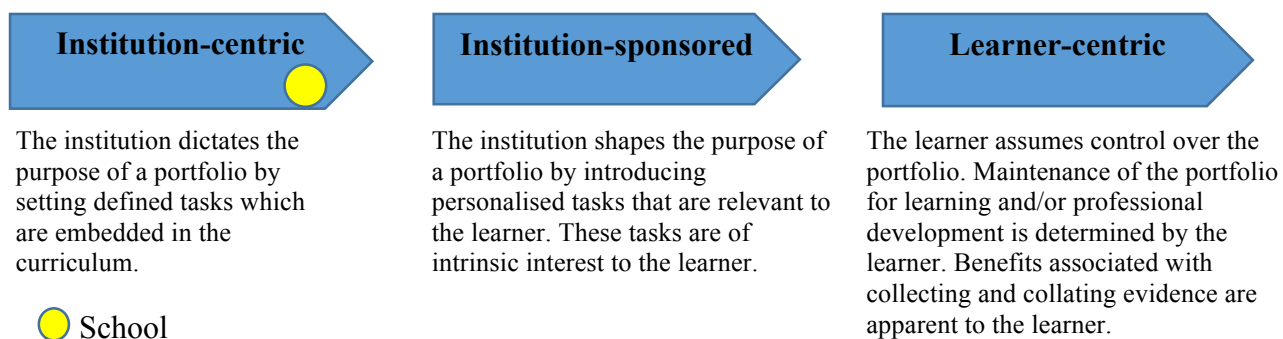 Institution-centric
Institution-sponsored
Learner-centric
The institution dictates the
purpose of a portfolio by
setting defined tasks which
are embedded in the
curriculum.
The institution shapes the purpose of
a portfolio by introducing
personalised tasks that are relevant to
the learner. These tasks are of
intrinsic interest to the learner.
The learner assumes control over the
portfolio. Maintenance of the portfolio
for learning and/or professional
development is determined by the
learner. Benefits associated with
collecting and collating evidence are
apparent to the learner.
School